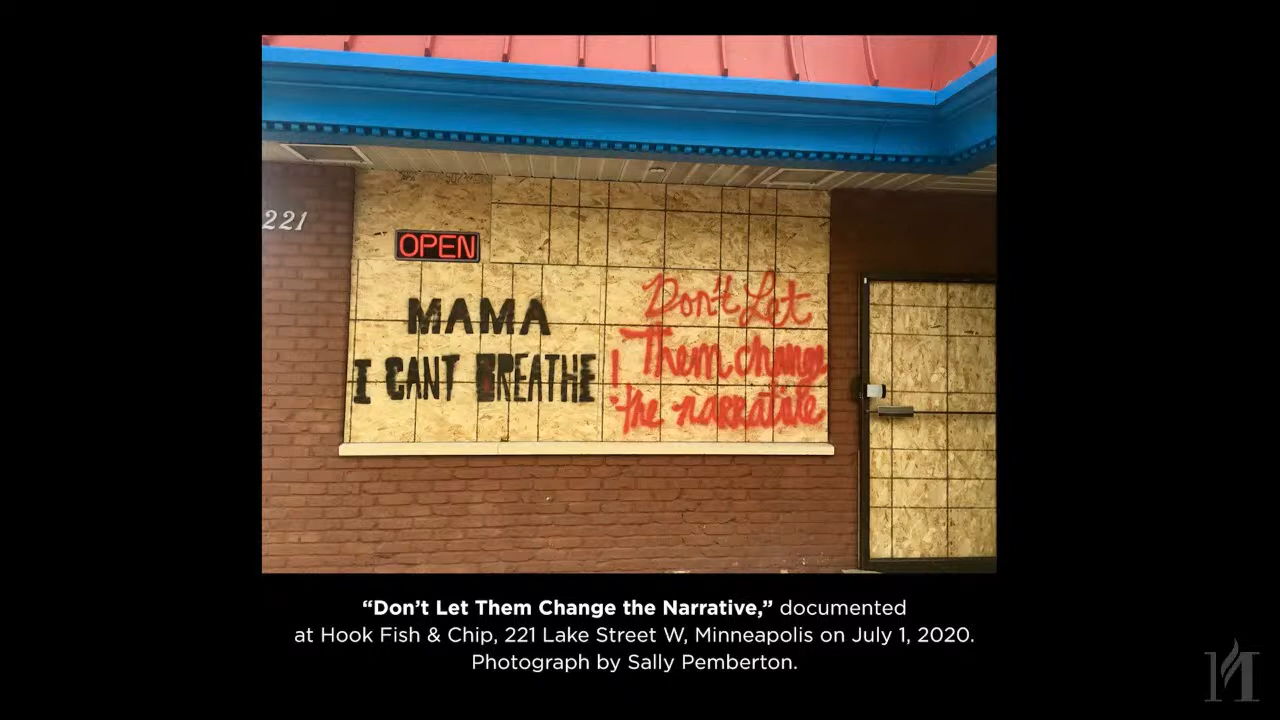 221
OPEN
MAMA
I CANT BREATHE
Don't Let
Them change
the narrative
“Don’t Let Them Change the Narrative,” documented
at Hook Fish & Chip, 221 Lake Street W, Minneapolis on July 1, 2020.
Photograph by Sally Pemberton.